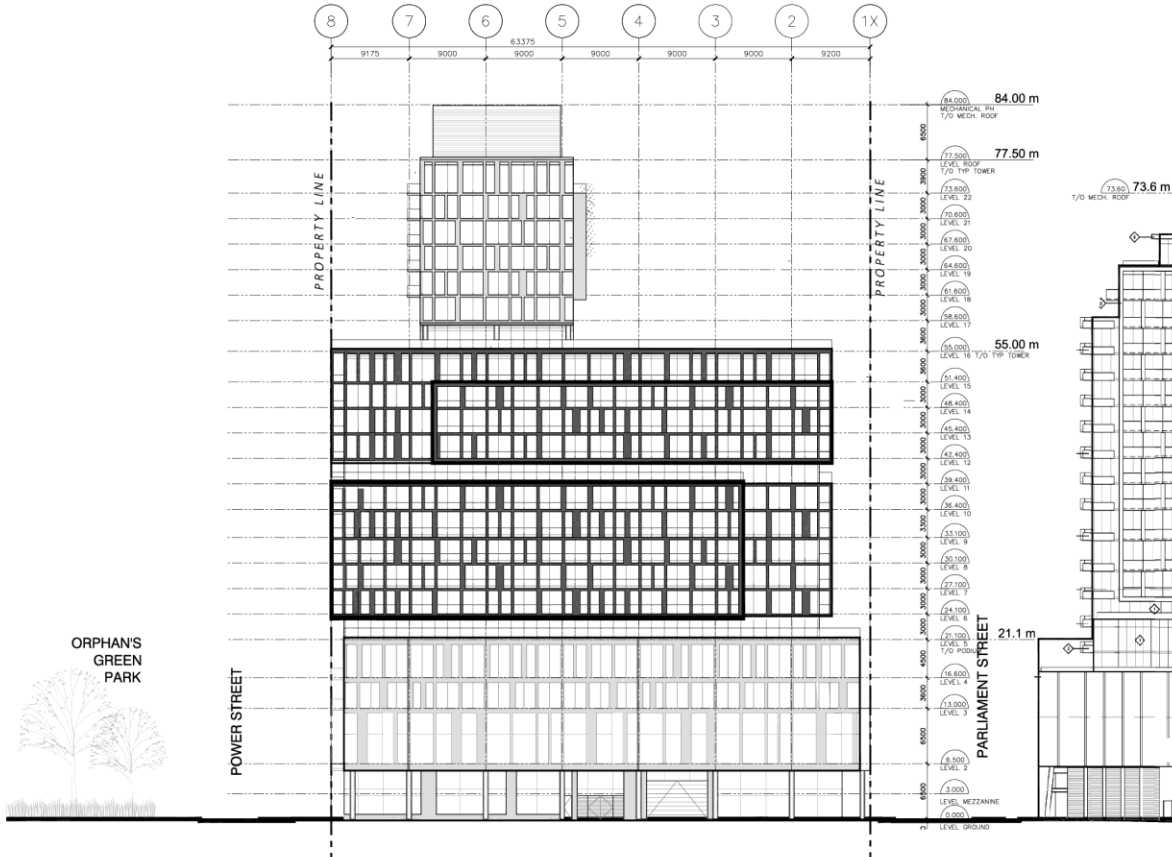 8 7 6 5 4 3 2 1X
63375
9175 9000 9000 9000 9000 9000 9200
PROPERTY LINE
PROPERTY LINE
84.000 84.00 m
MECHANICAL PH
T/O MECH. ROOF
6500
77.500 77.50 m
LEVEL ROOF
T/O TYP TOWER
3900
73.600
LEVEL 22
3000
70.600
LEVEL 21
3000
67.600
LEVEL 20
3000
64.600
LEVEL 19
3000
61.600
LEVEL 18
3000
58.600
LEVEL 17
3600
55.000 55.00 m
LEVEL 16 T/O TYP TOWER
3600
51.400
LEVEL 15
3000
48.400
LEVEL 14
3000
45.400
LEVEL 13
3000
42.400
LEVEL 12
3000
39.400
LEVEL 11
3000
36.400
LEVEL 10
3300
33.100
LEVEL 9
3000
30.100
LEVEL 8
3000
27.100
LEVEL 7
3000
24.100
LEVEL 6
3000
21.100 21.1 m
LEVEL 5
T/O PODIU
4500
16.600
LEVEL 4
3600
13.000
LEVEL 3
6500
6.500
LEVEL 2
6500
3.000
LEVEL MEZZANINE
0.000
LEVEL GROUND
0
73.60 73.6 m
T/O MECH. ROOF
ORPHAN'S
GREEN
PARK
POWER STREET
PARLIAMENT STREET